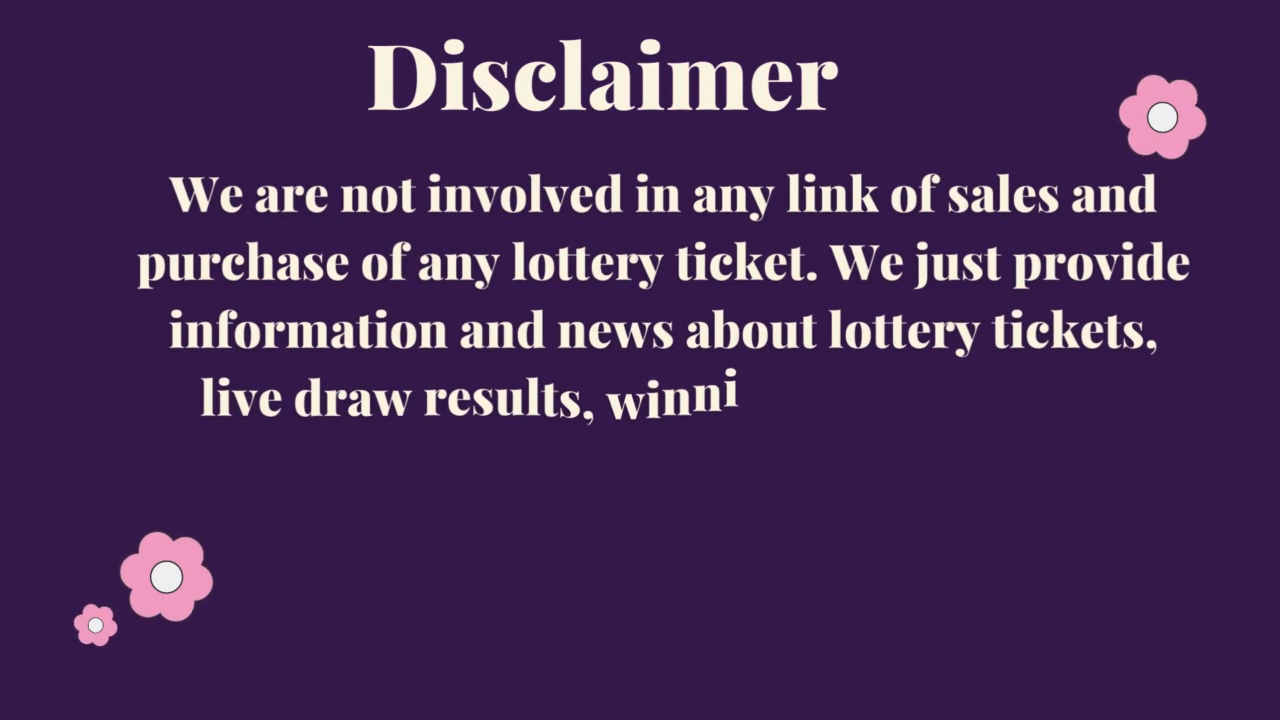 Disclaimer
We are not involved in any link of sales and
purchase of any lottery ticket. We just provide
information and news about lottery tickets,
live draw results, winni